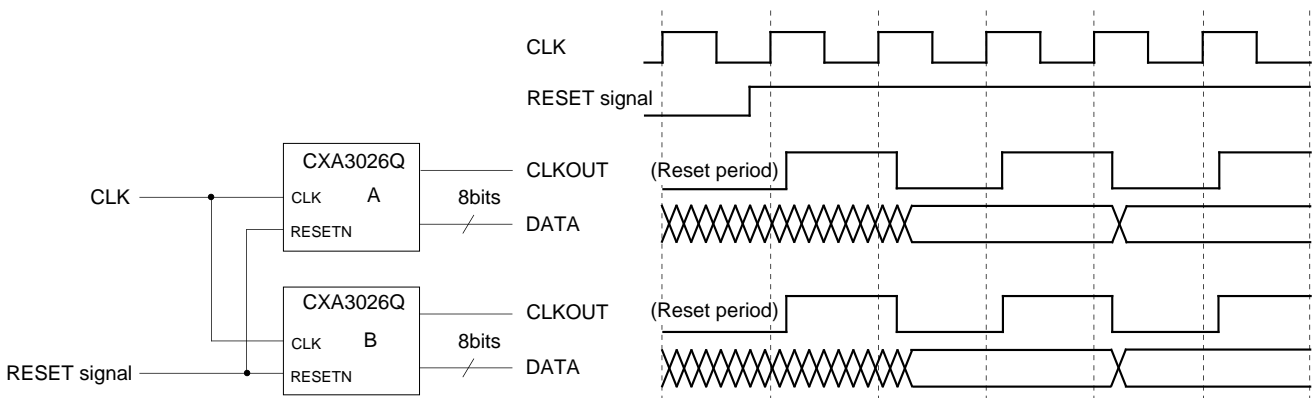 CLK
RESET signal
CXA3026Q
CLKOUT
(Reset period)
CLK
CLK
A
8bits
DATA
RESETN
CXA3026Q
CLKOUT
(Reset period)
CLK
B
8bits
DATA
RESET signal
RESETN